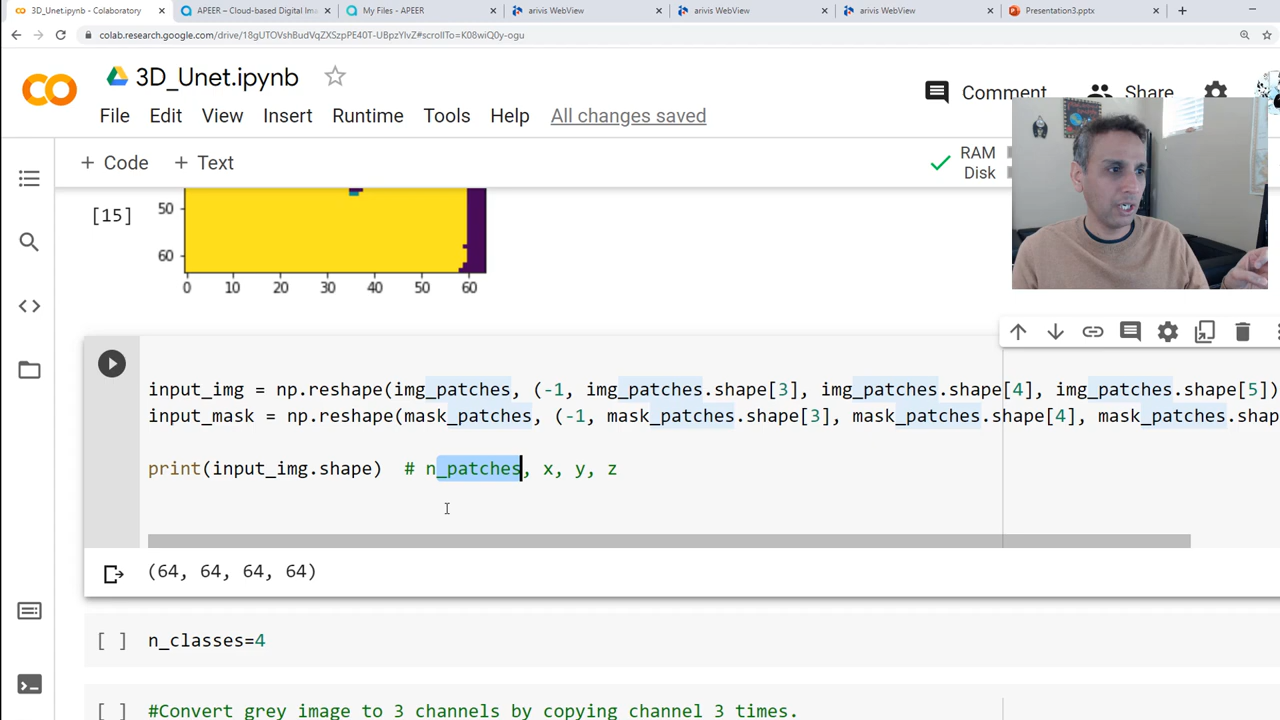 3D_Unet.ipynb - Colaboratory
APEER – Cloud-based Digital Ima
My Files - APEER
arivis WebView
arivis WebView
arivis WebView
Presentation3.pptx
colab.research.google.com/drive/18gUTOVshBudVqZXSzpPE40T-UBpzYlvZ#scrollTo=K08wiQ0y-ogu
CO
3D_Unet.ipynb
Comment
Share
File Edit View Insert Runtime Tools Help All changes saved
+ Code + Text
RAM
Disk
50
[15]
60
0 10 20 30 40 50 60
input_img = np.reshape(img_patches, (-1, img_patches.shape[3], img_patches.shape[4], img_patches.shape[5])
input_mask = np.reshape(mask_patches, (-1, mask_patches.shape[3], mask_patches.shape[4], mask_patches.shap
print(input_img.shape) # n_patches, x, y, z
(64, 64, 64, 64)
[ ] n_classes=4
[ ] #Convert grey image to 3 channels by copying channel 3 times.